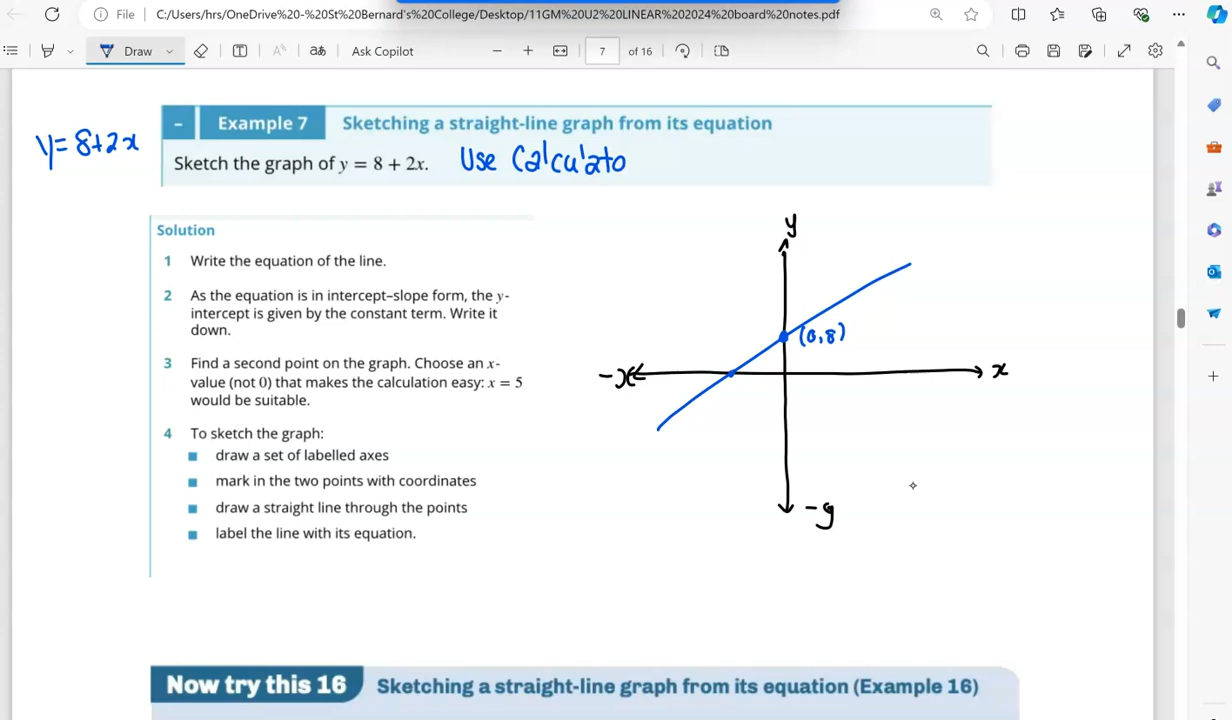 File
C:/Users/hrs/OneDrive%20-%20St%20Bernard's%20College/Desktop/11GM%20U2%20LINEAR%202024%20board%20notes.pdf
Draw
Ask Copilot
7 of 16
y=8+2x
– Example 7 Sketching a straight-line graph from its equation
Sketch the graph of y = 8 + 2x. Use Calculato
Solution
1 Write the equation of the line.
2 As the equation is in intercept–slope form, the y-
intercept is given by the constant term. Write it
down.
3 Find a second point on the graph. Choose an x-
value (not 0) that makes the calculation easy: x = 5
would be suitable.
4 To sketch the graph:
draw a set of labelled axes
mark in the two points with coordinates
draw a straight line through the points
label the line with its equation.
y
(0,8)
-x
x
-y
Now try this 16 Sketching a straight-line graph from its equation (Example 16)